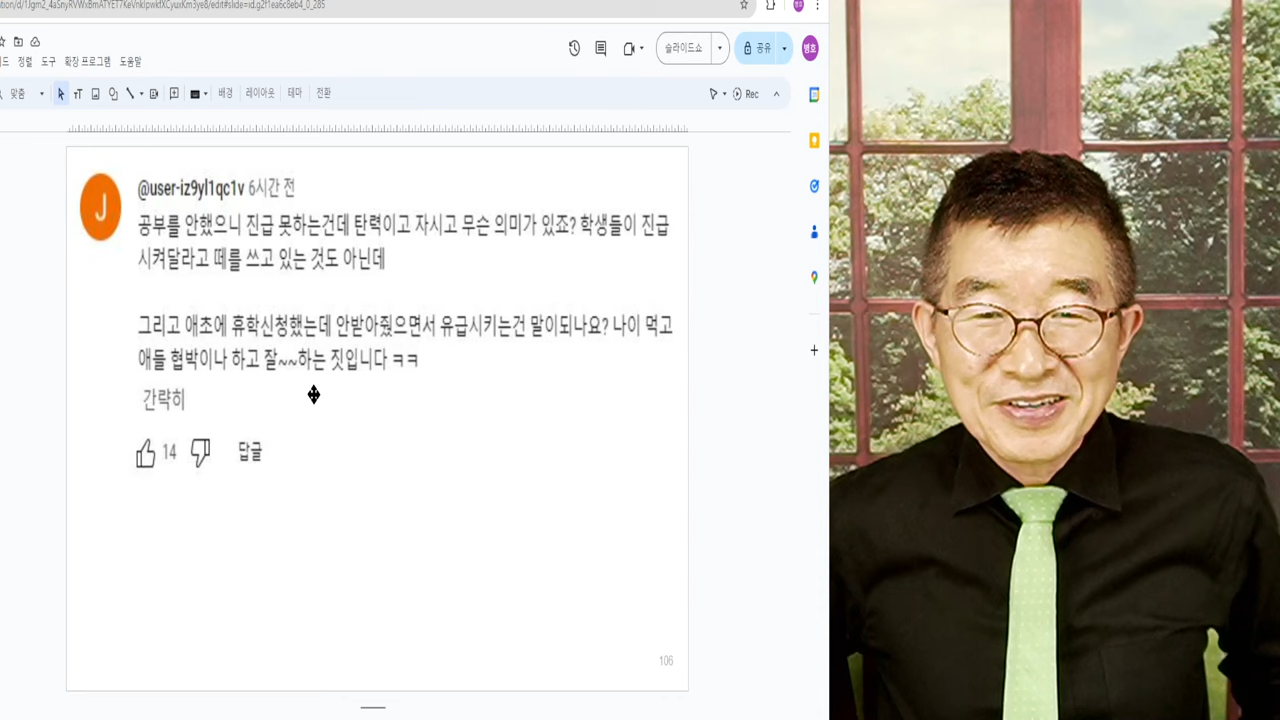 정렬 도구 확장 프로그램 도움말
슬라이드쇼
공유
병호
맞춤
배경 레이아웃 테마 전환
Rec
J
@user-iz9yl1qc1v 6시간 전
공부를 안했으니 진급 못하는건데 탄력이고 자시고 무슨 의미가 있죠? 학생들이 진급
시켜달라고 떼를 쓰고 있는 것도 아닌데
그리고 애초에 휴학신청했는데 안받아줬으면서 유급시키는건 말이되나요? 나이 먹고
애들 협박이나 하고 잘~~하는 짓입니다 ㅋㅋ
간략히
14
답글
106